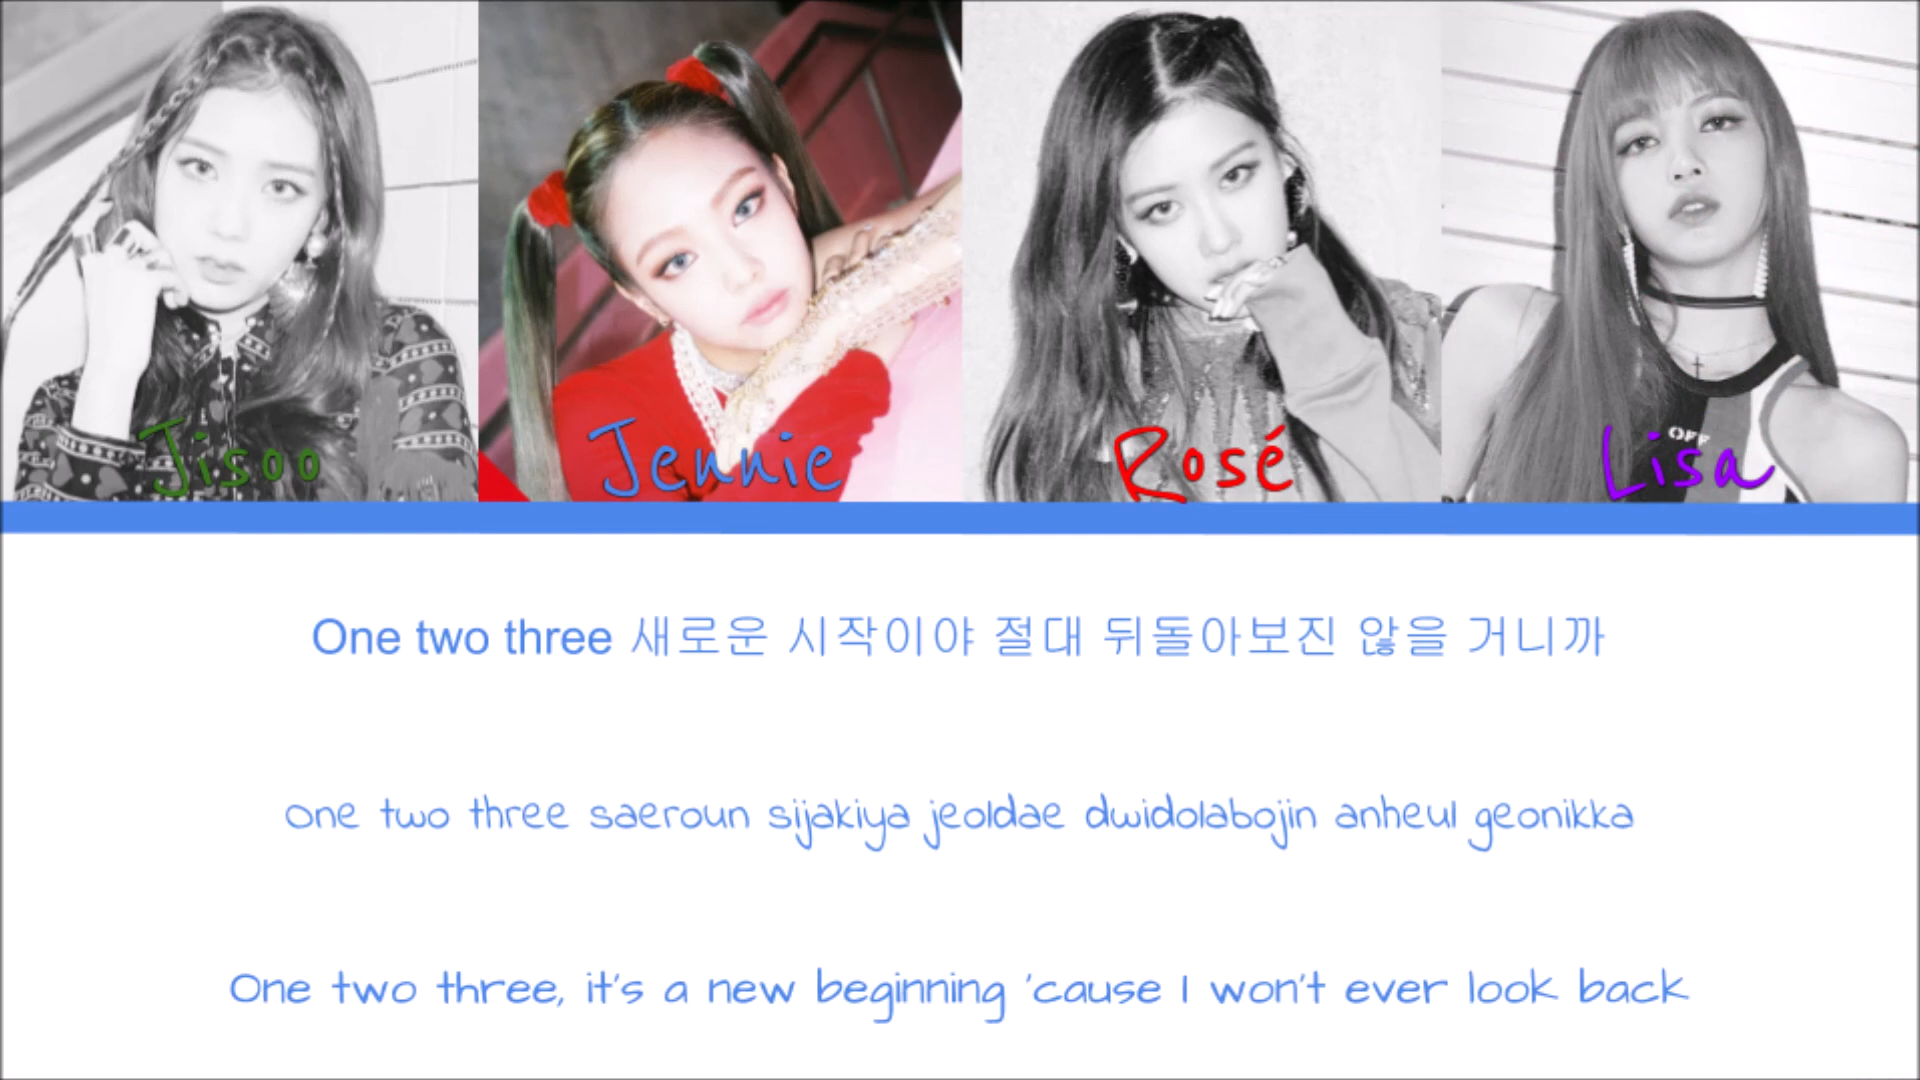 Jisoo
Jennie
Rosé
Lisa
OFF
One two three 새로운 시작이야 절대 뒤돌아보진 않을 거니까
One two three saeroun sijakiya jeoldae dwidolabojin anheul geonikka
One two three, it's a new beginning 'cause I won't ever look back